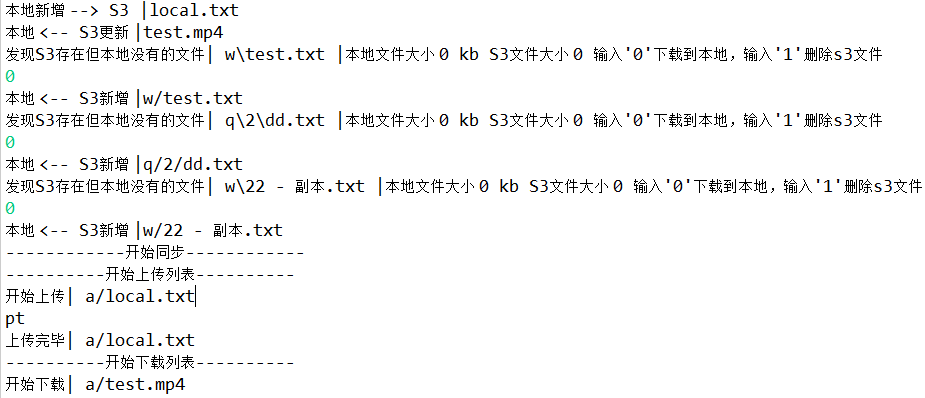 本地新增 --> S3 |local.txt
本地 <-- S3更新 |test.mp4
发现S3存在但本地没有的文件| w\test.txt |本地文件大小 0 kb S3文件大小 0 输入'0'下载到本地，输入'1'删除s3文件
0
本地 <-- S3新增 |w/test.txt
发现S3存在但本地没有的文件| q\2\dd.txt |本地文件大小 0 kb S3文件大小 0 输入'0'下载到本地，输入'1'删除s3文件
0
本地 <-- S3新增 |q/2/dd.txt
发现S3存在但本地没有的文件| w\22 - 副本.txt |本地文件大小 0 kb S3文件大小 0 输入'0'下载到本地，输入'1'删除s3文件
0
本地 <-- S3新增 |w/22 - 副本.txt
------------开始同步------------
----------开始上传列表----------
开始上传| a/local.txt
pt
上传完毕| a/local.txt
----------开始下载列表----------
开始下载| a/test.mp4